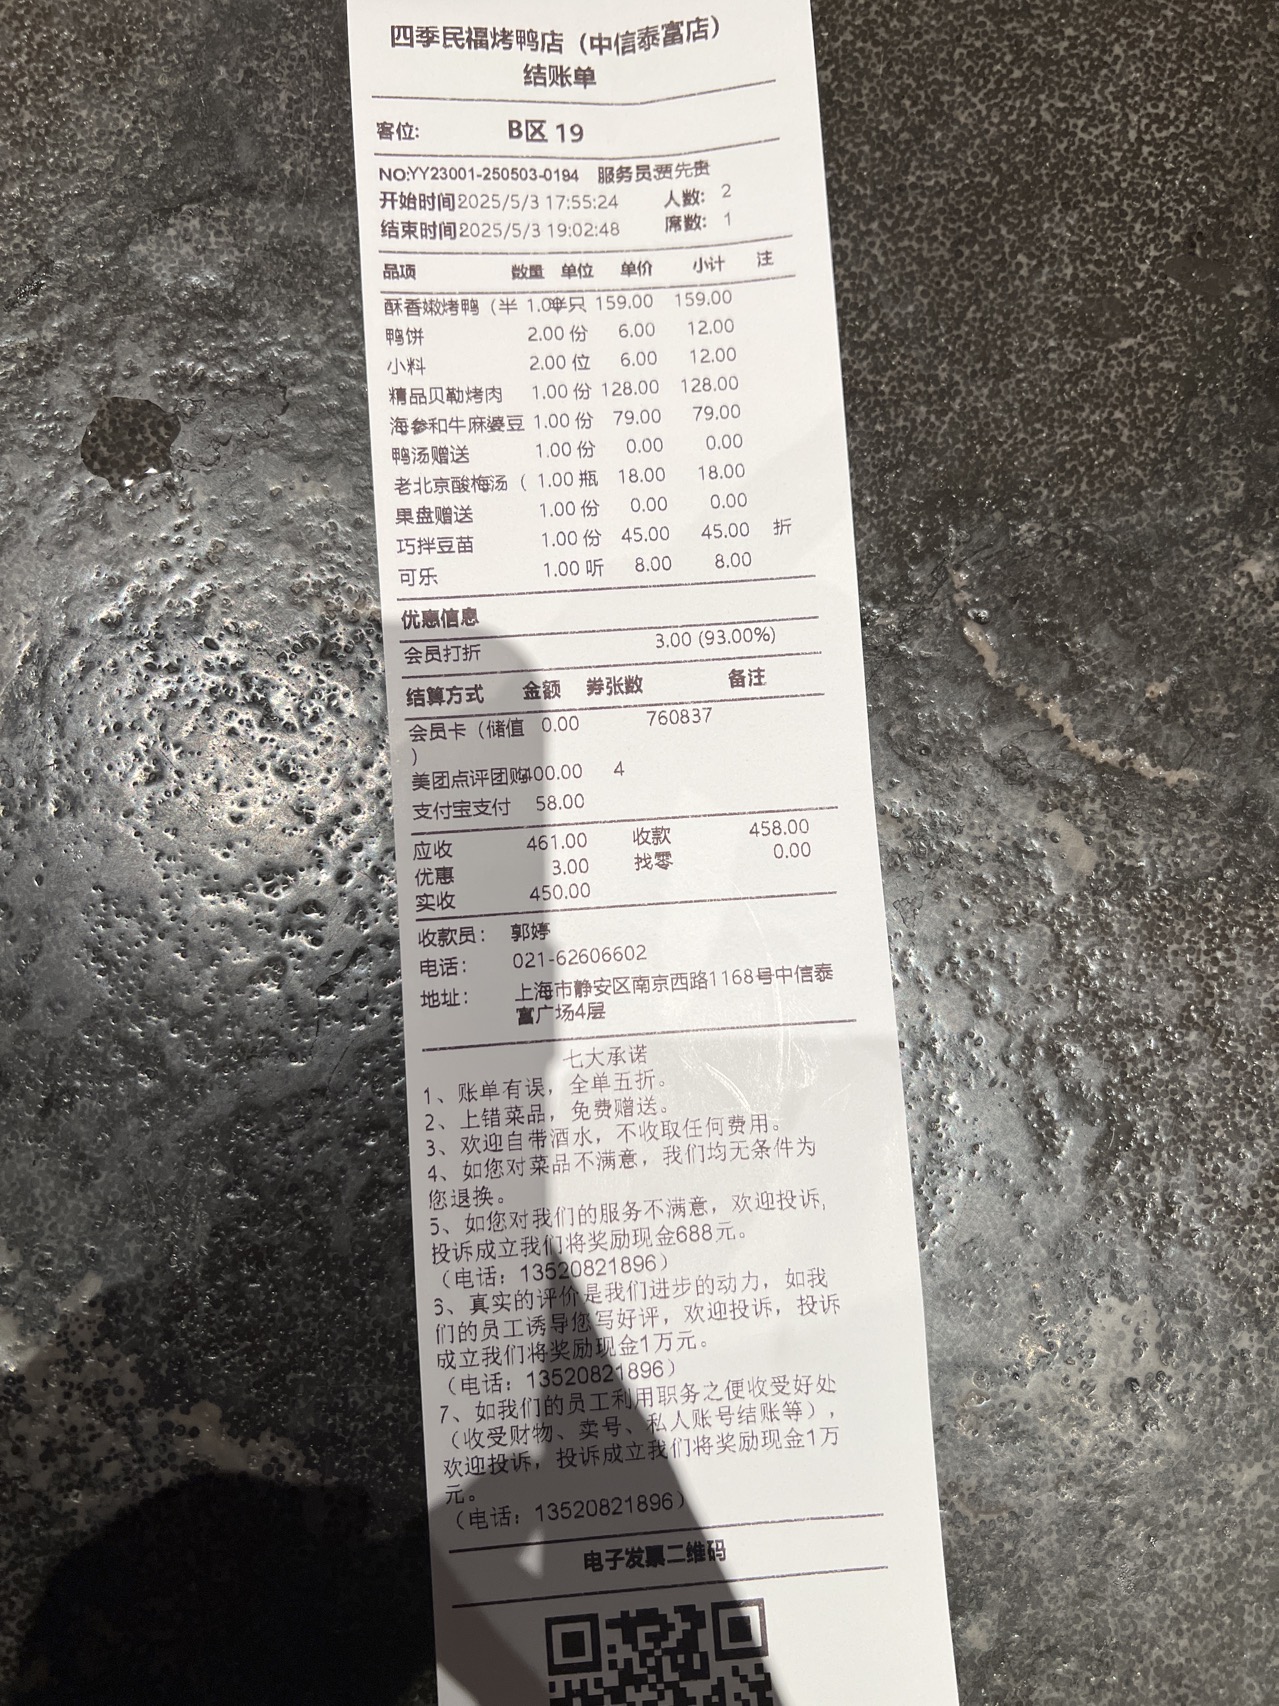 四季民福烤鸭店（中信泰富店）
结账单
客位: B区 19
NO:YY23001-250503-0194 服务员:贾先贵
开始时间2025/5/3 17:55:24 人数: 2
结束时间2025/5/3 19:02:48 席数: 1
品项 数量 单位 单价 小计 注
酥香嫩烤鸭（半 1.0 半只 159.00 159.00
鸭饼 2.00 份 6.00 12.00
小料 2.00 位 6.00 12.00
精品贝勒烤肉 1.00 份 128.00 128.00
海参和牛麻婆豆 1.00 份 79.00 79.00
鸭汤赠送 1.00 份 0.00 0.00
老北京酸梅汤（ 1.00 瓶 18.00 18.00
果盘赠送 1.00 份 0.00 0.00
巧拌豆苗 1.00 份 45.00 45.00 折
可乐 1.00 听 8.00 8.00
优惠信息
会员打折 3.00 (93.00%)
结算方式 金额 券张数 备注
会员卡（储值 0.00 760837
）
美团点评团购400.00 4
支付宝支付 58.00
应收 461.00 收款 458.00
优惠 3.00 找零 0.00
实收 450.00
收款员: 郭婷
电话: 021-62606602
地址: 上海市静安区南京西路1168号中信泰
富广场4层
七大承诺
1、账单有误，全单五折。
2、上错菜品，免费赠送。
3、欢迎自带酒水，不收取任何费用。
4、如您对菜品不满意，我们均无条件为
您退换。
5、如您对我们的服务不满意，欢迎投诉，
投诉成立我们将奖励现金688元。
（电话：13520821896）
6、真实的评价是我们进步的动力，如我
们的员工诱导您写好评，欢迎投诉，投诉
成立我们将奖励现金1万元。
（电话：13520821896）
7、如我们的员工利用职务之便收受好处
（收受财物、卖号、私人账号结账等），
欢迎投诉，投诉成立我们将奖励现金1万
元。
（电话：13520821896）
电子发票二维码